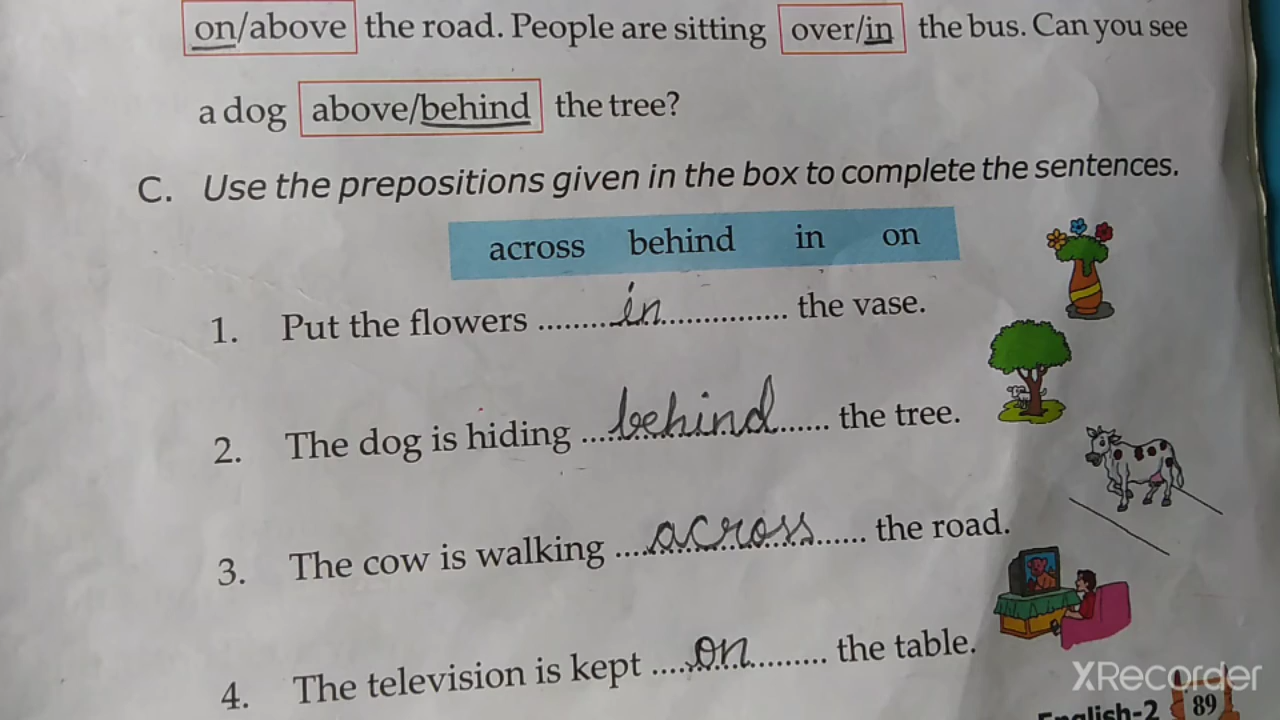 on/above the road. People are sitting over/in the bus. Can you see
a dog above/behind the tree?
C. Use the prepositions given in the box to complete the sentences.
across behind in on
1. Put the flowers ........in.............. the vase.
2. The dog is hiding .....behind...... the tree.
3. The cow is walking ....across...... the road.
4. The television is kept .....on.......... the table.
XRecorder
English-2 89